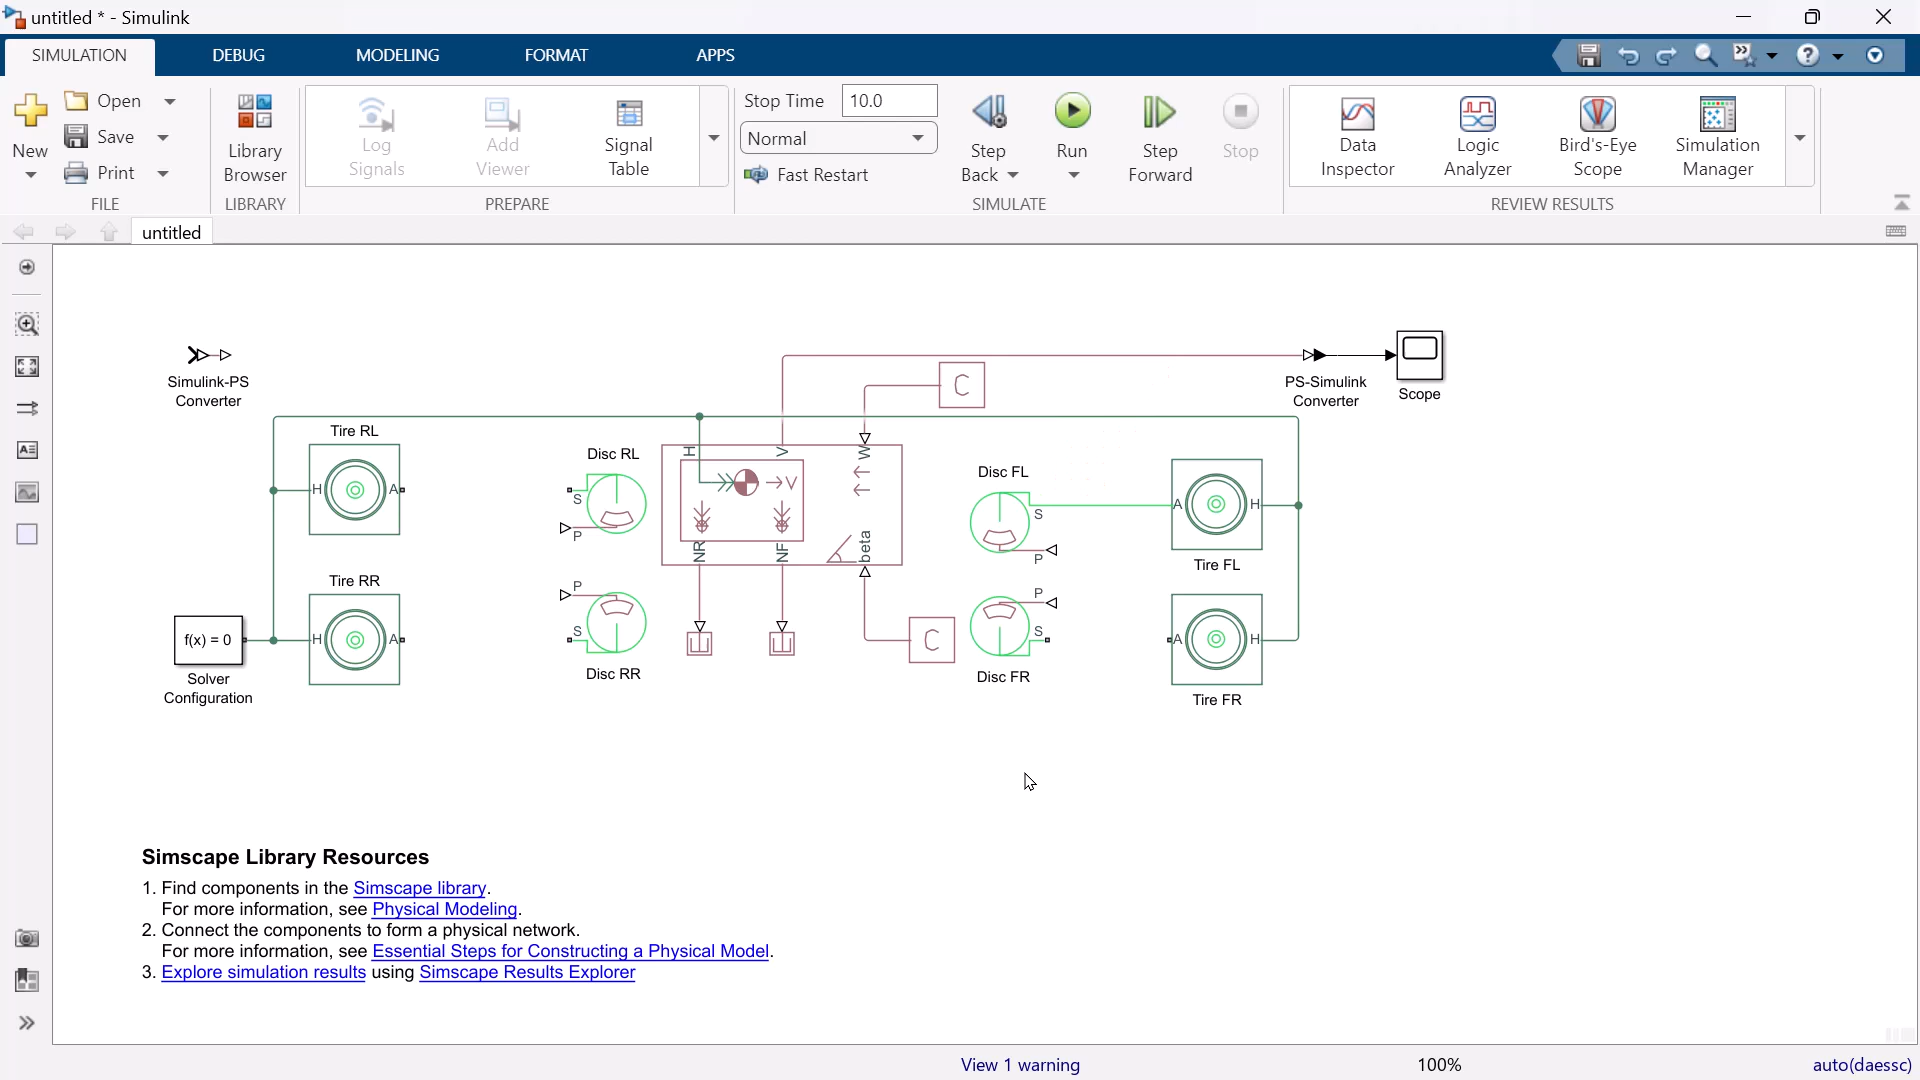 untitled * - Simulink
SIMULATION
DEBUG
MODELING
FORMAT
APPS
New
Open
Save
Print
FILE
Library
Browser
LIBRARY
Log
Signals
Add
Viewer
Signal
Table
PREPARE
Stop Time
10.0
Normal
Fast Restart
Step
Back
Run
Step
Forward
Stop
SIMULATE
Data
Inspector
Logic
Analyzer
Bird's-Eye
Scope
Simulation
Manager
REVIEW RESULTS
untitled
Simulink-PS
Converter
C
PS-Simulink
Converter
Scope
Tire RL
H
A
Disc RL
S
P
H
V
W
V
NR
NF
beta
Disc FL
S
P
A
H
Tire FL
Tire RR
H
A
P
S
Disc RR
C
P
S
Disc FR
A
H
Tire FR
f(x) = 0
Solver
Configuration
Simscape Library Resources
1. Find components in the Simscape library.
For more information, see Physical Modeling.
2. Connect the components to form a physical network.
For more information, see Essential Steps for Constructing a Physical Model.
3. Explore simulation results using Simscape Results Explorer
View 1 warning
100%
auto(daessc)